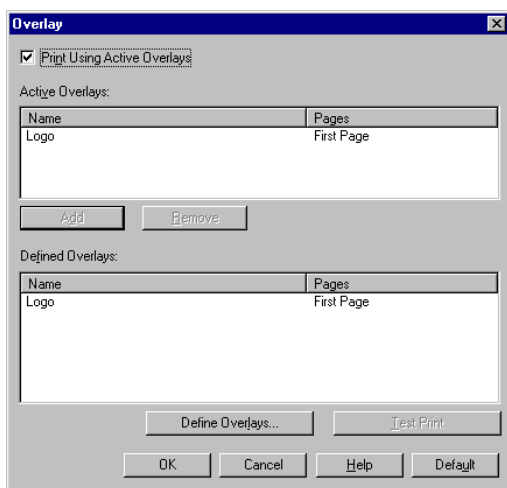 Overlay
Print Using Active Overlays
Active Overlays:
Name Pages
Logo First Page
Add Remove
Defined Overlays:
Name Pages
Logo First Page
Define Overlays... Test Print
OK Cancel Help Default